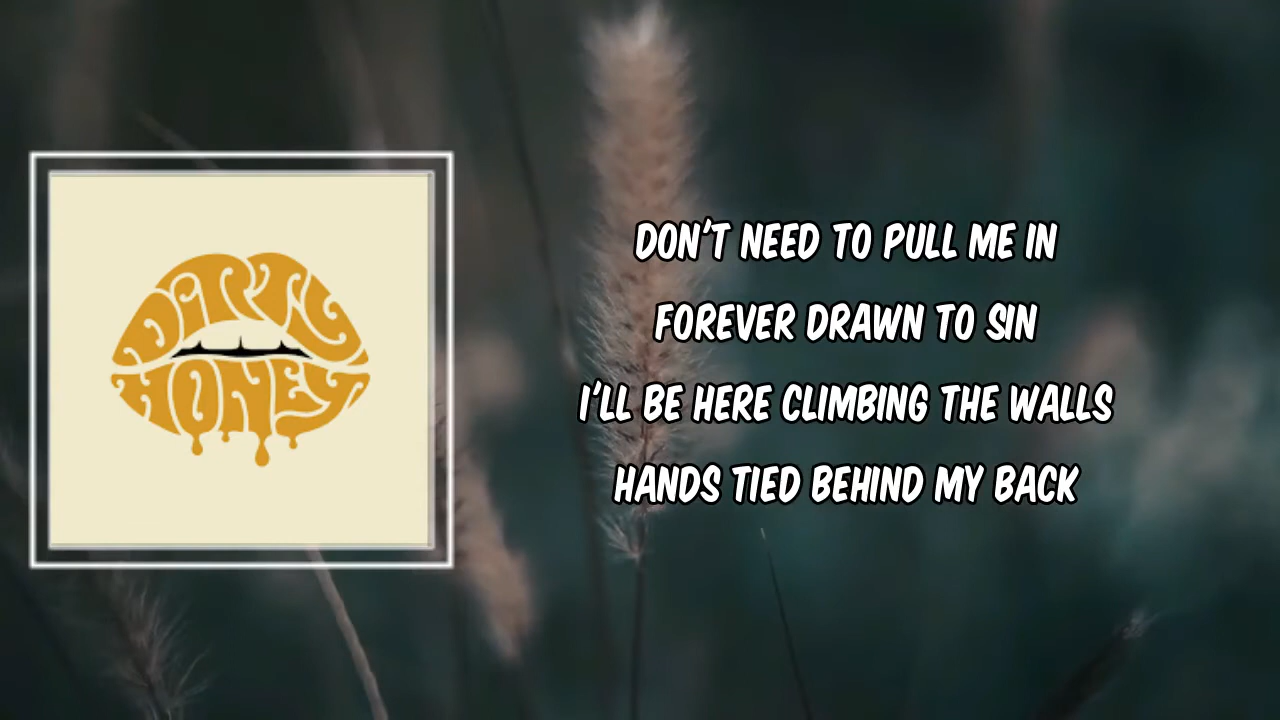 DIRTY
HONEY
DON'T NEED TO PULL ME IN
FOREVER DRAWN TO SIN
I'LL BE HERE CLIMBING THE WALLS
HANDS TIED BEHIND MY BACK